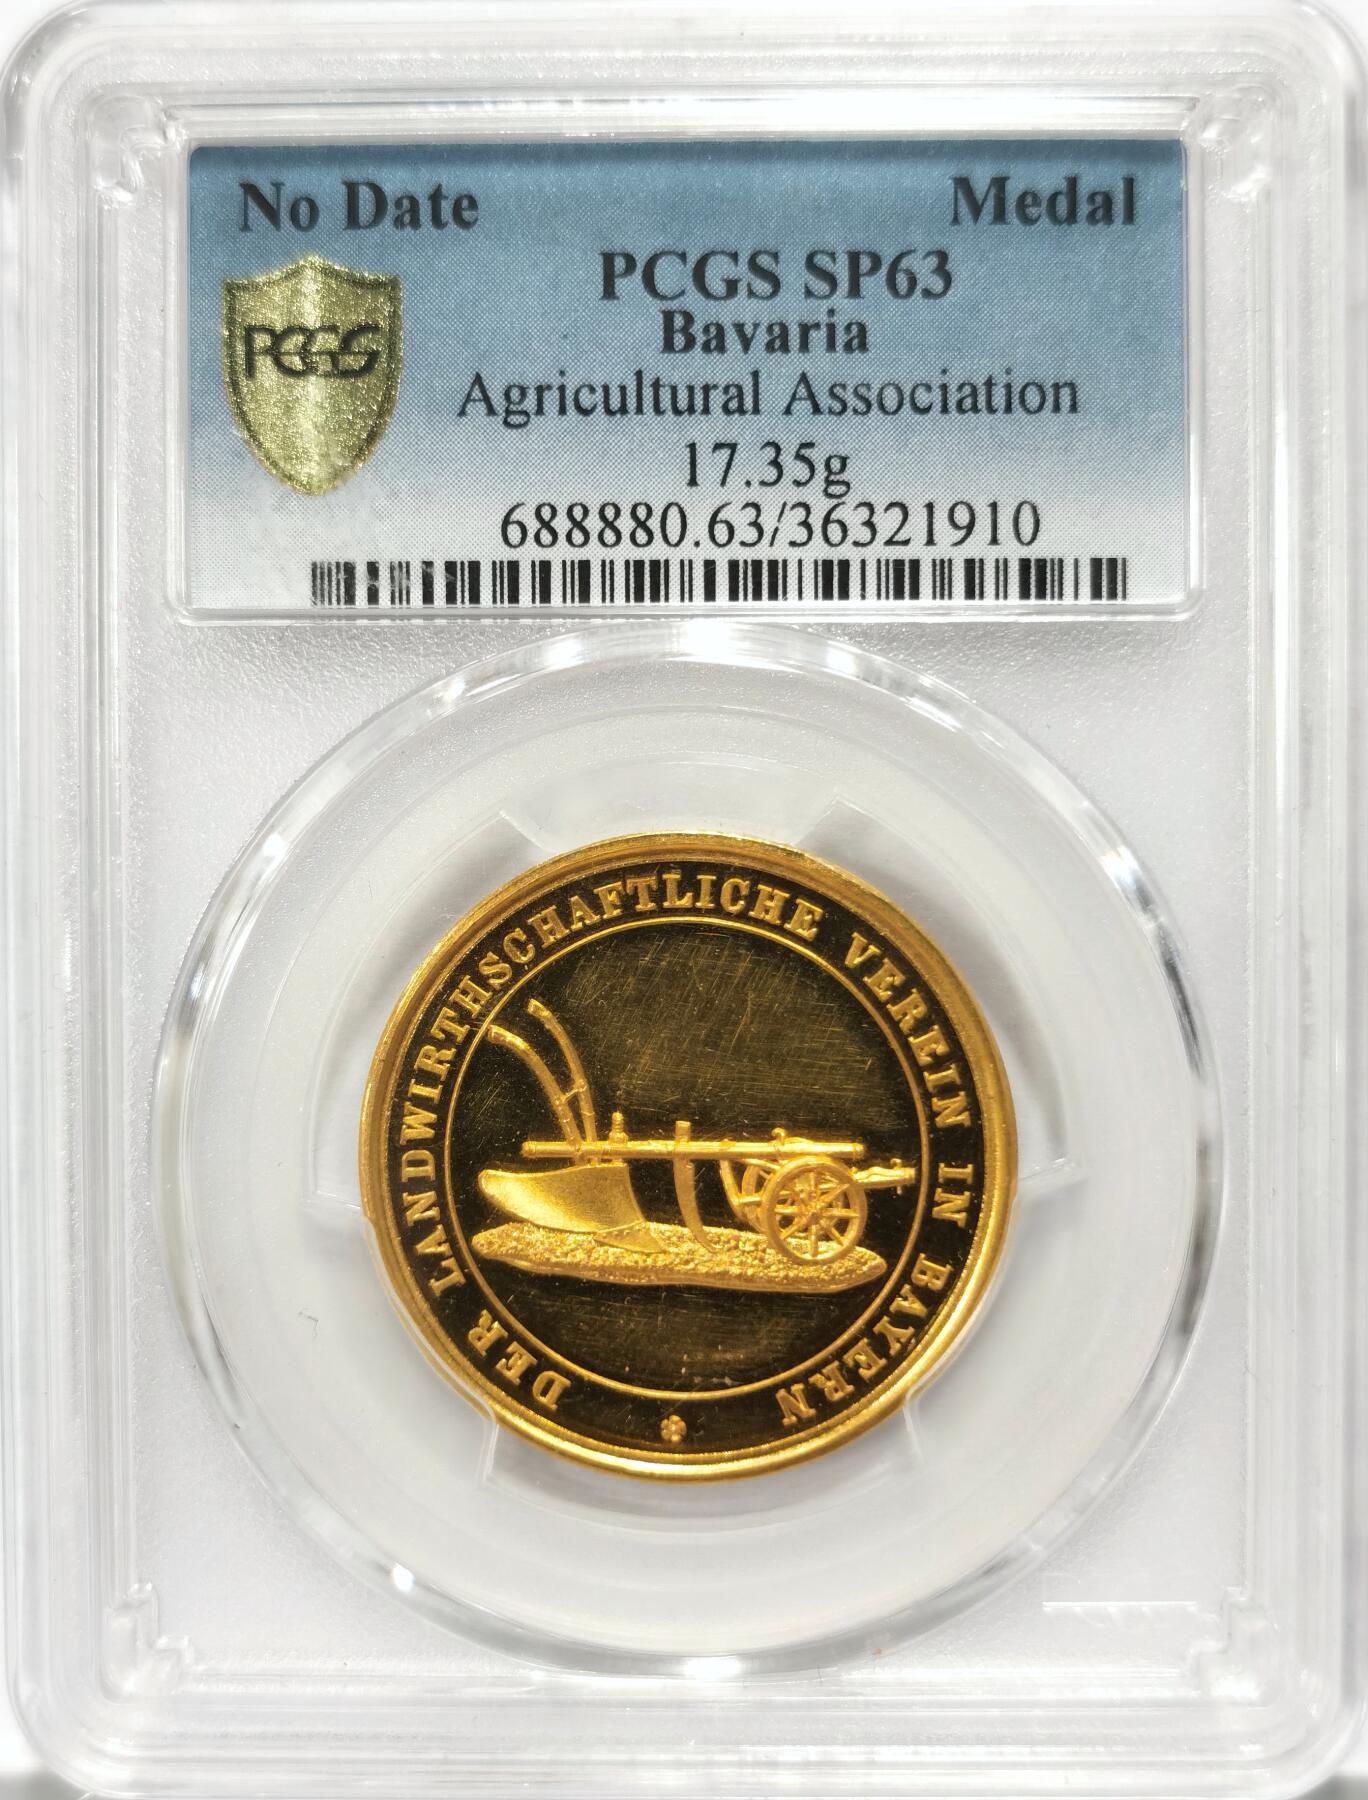 No Date Medal
PCGS SP63
Bavaria
PCGS
Agricultural Association
17.35g
688880.63/36321910
DER LANDWIRTHSCHAFTLICHE VEREIN IN BAYERN